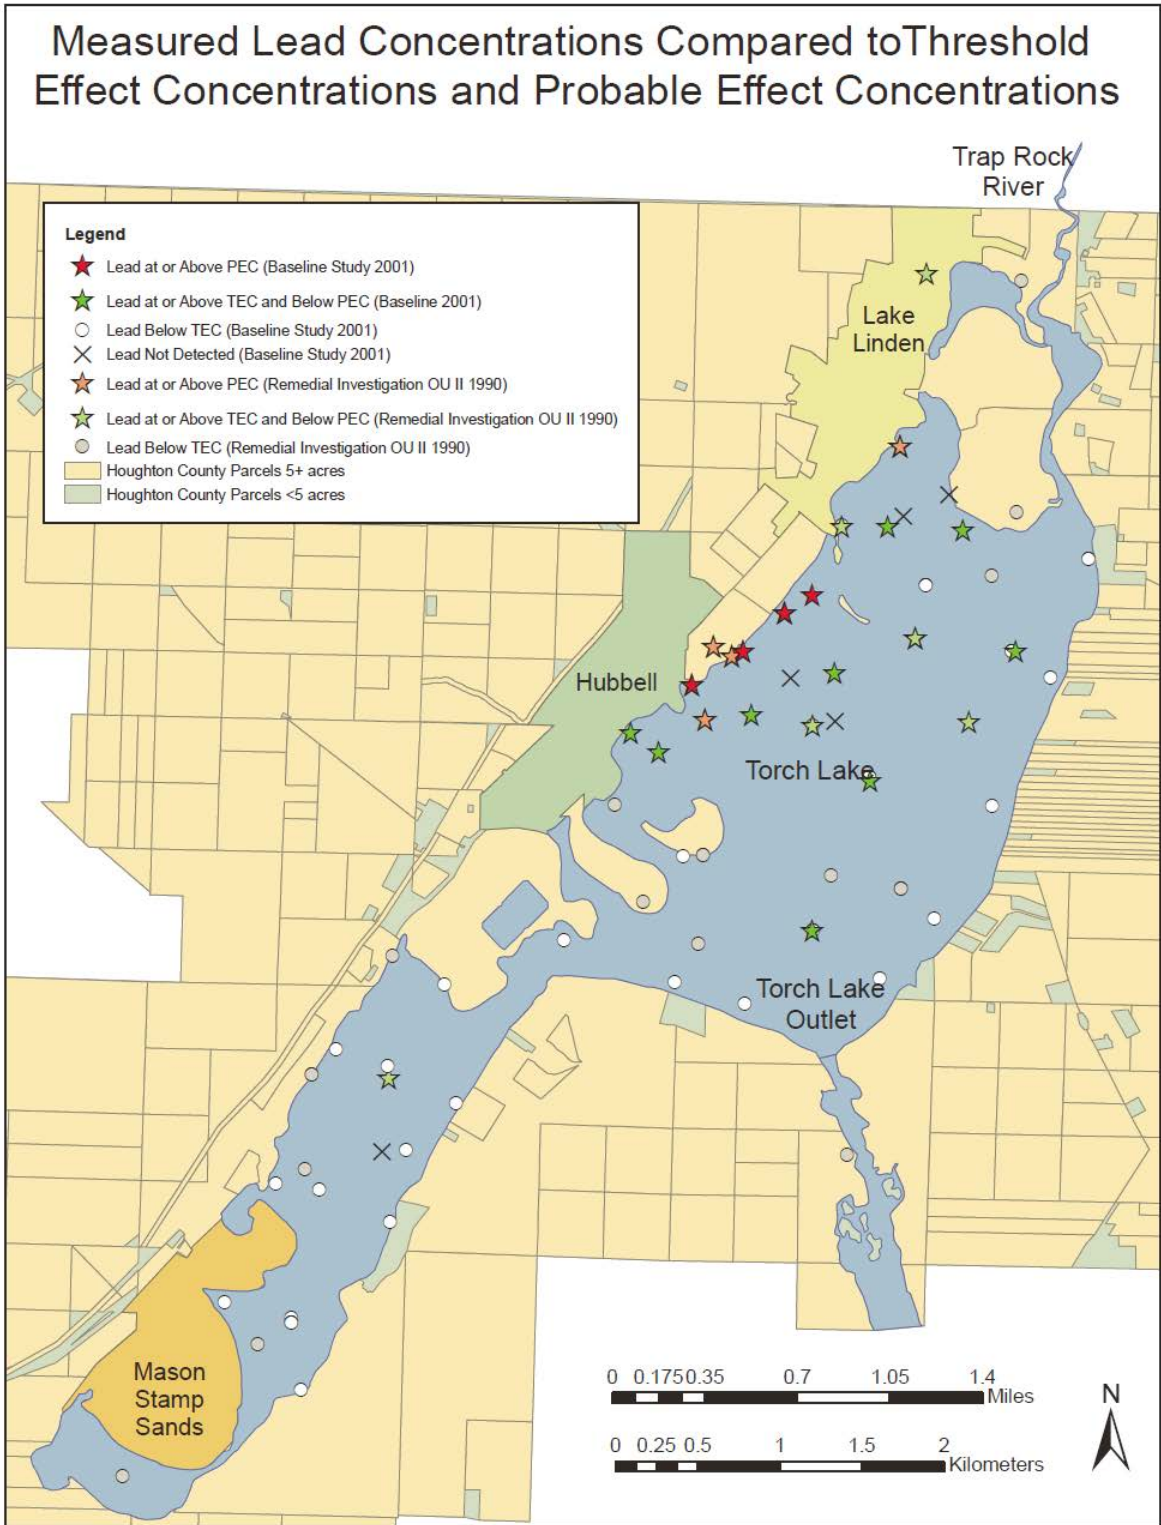 Measured Lead Concentrations Compared toThreshold
Effect Concentrations and Probable Effect Concentrations
Trap Rock
River
Legend
Lead at or Above PEC (Baseline Study 2001)
Lead at or Above TEC and Below PEC (Baseline 2001)
Lead Below TEC (Baseline Study 2001)
Lead Not Detected (Baseline Study 2001)
Lead at or Above PEC (Remedial Investigation OU II 1990)
Lead at or Above TEC and Below PEC (Remedial Investigation OU II 1990)
Lead Below TEC (Remedial Investigation OU II 1990)
Houghton County Parcels 5+ acres
Houghton County Parcels <5 acres
Lake
Linden
Hubbell
Torch Lake
Torch Lake
Outlet
Mason
Stamp
Sands
0 0.175 0.35 0.7 1.05 1.4
Miles
0 0.25 0.5 1 1.5 2
Kilometers
N